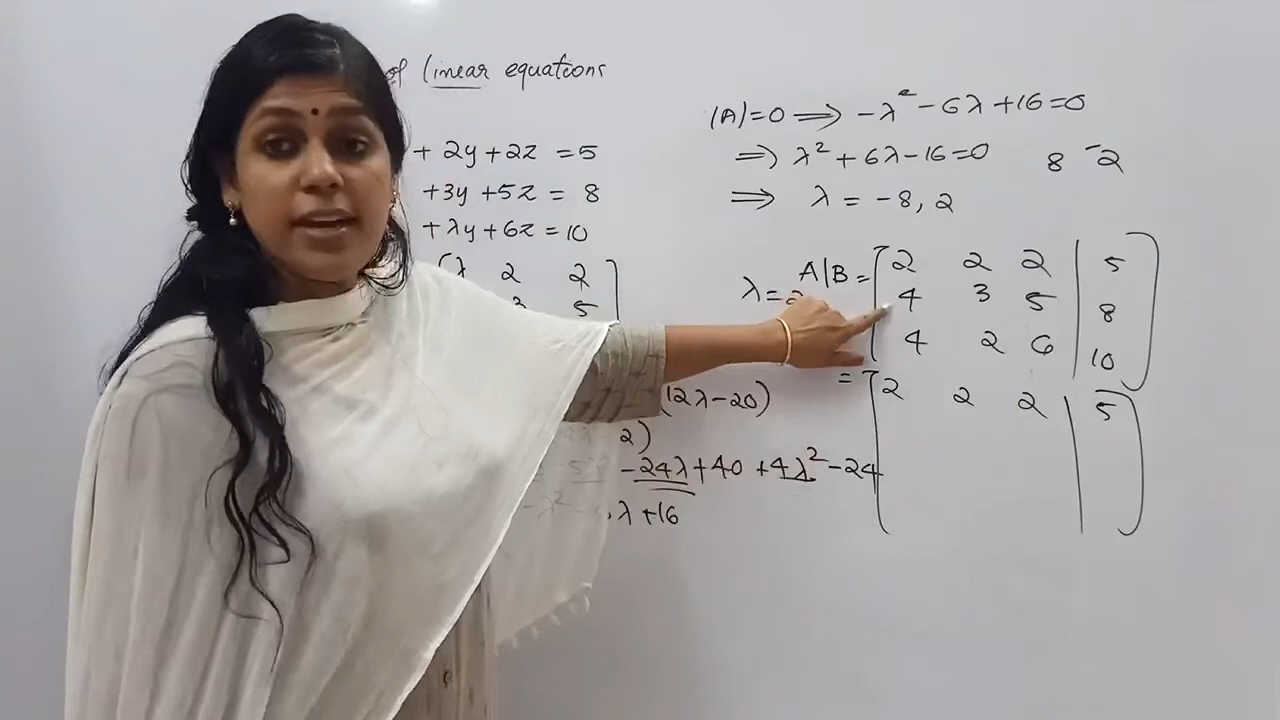 of linear equations
+ 2y + 2z = 5
+ 3y + 5z = 8
+ λy + 6z = 10
λ 2 2
5
(12λ-20)
2)
-24λ + 40 + 4λ² - 24
λ + 16
|A| = 0 ⟹ -λ² - 6λ + 16 = 0
⟹ λ² + 6λ - 16 = 0 8 -2
⟹ λ = -8, 2
λ =
A|B = [ 2 2 2 | 5 ]
4 3 5 | 8
4 2 6 | 10
= [ 2 2 2 | 5 ]